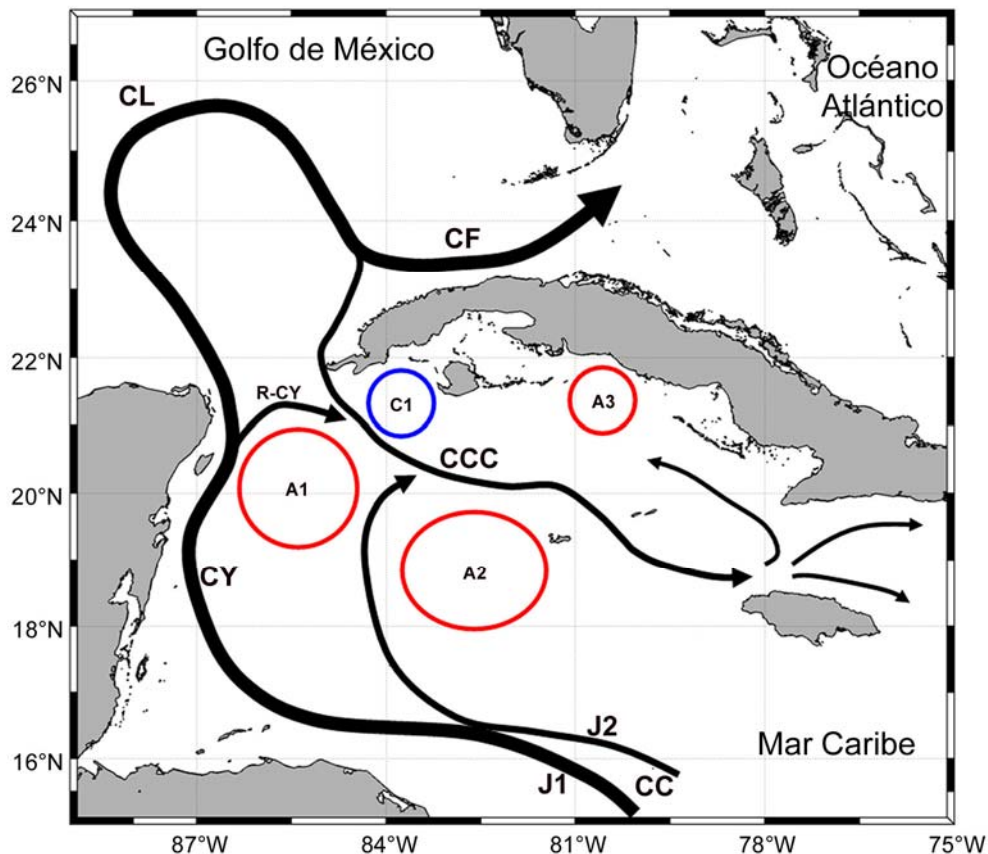 Golfo de México
Océano
Atlántico
26°N
CL
24°N
CF
22°N
R-CY
C1
A3
CCC
A1
20°N
A2
CY
18°N
J2
16°N
Mar Caribe
J1
CC
87°W
84°W
81°W
78°W
75°W